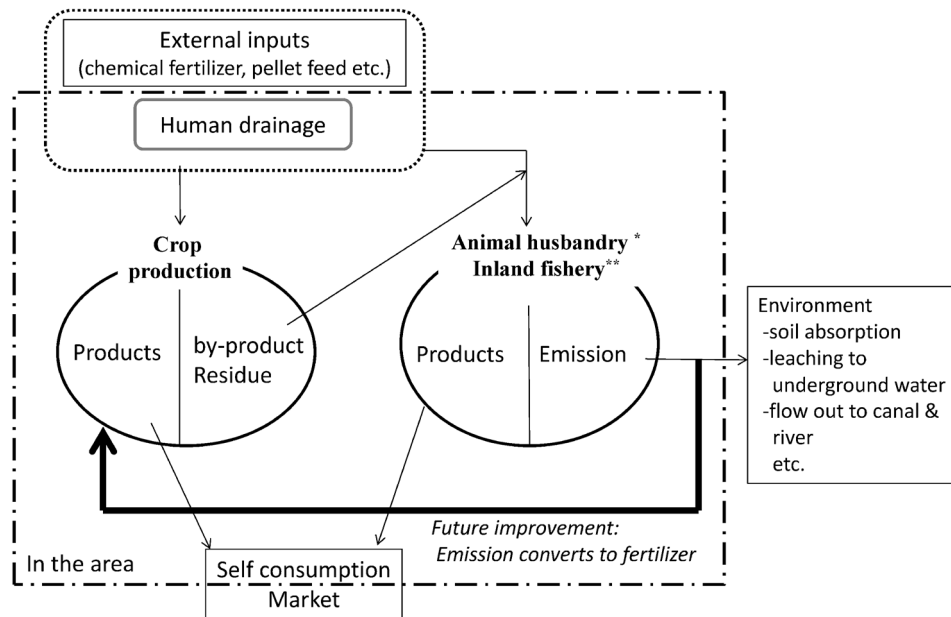 External inputs
(chemical fertilizer, pellet feed etc.)
Human drainage
Crop
production
Animal husbandry *
Inland fishery**
Products
by-product
Residue
Products
Emission
Environment
-soil absorption
-leaching to
underground water
-flow out to canal &
river
etc.
Future improvement:
Emission converts to fertilizer
In the area
Self consumption
Market